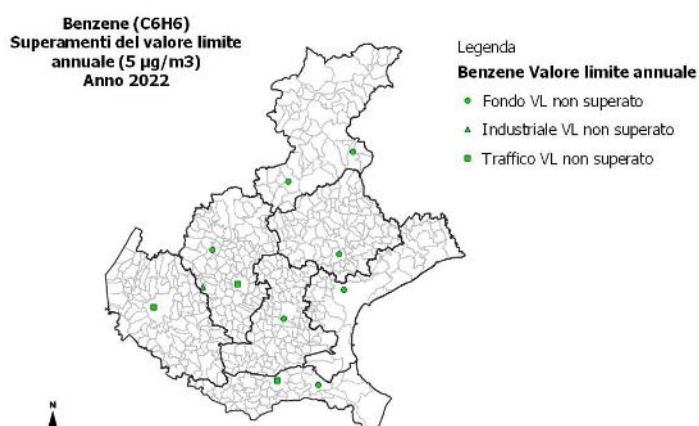 Benzene (C6H6)
Superamenti del valore limite
annuale (5 µg/m3)
Anno 2022
Legenda
Benzene Valore limite annuale
Fondo VL non superato
Industriale VL non superato
Traffico VL non superato
N